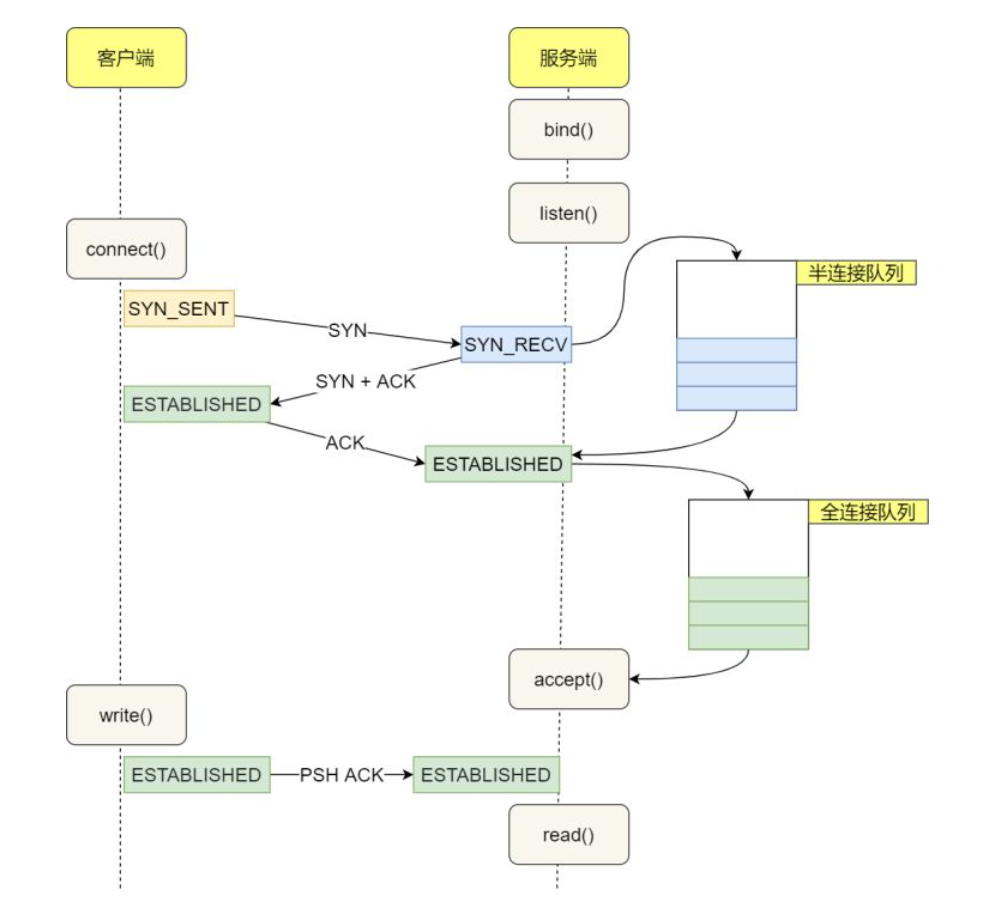 客户端
服务端
bind()
listen()
connect()
半连接队列
SYN_SENT
SYN
SYN_RECV
SYN + ACK
ESTABLISHED
ACK
ESTABLISHED
全连接队列
accept()
write()
ESTABLISHED
PSH ACK
ESTABLISHED
read()